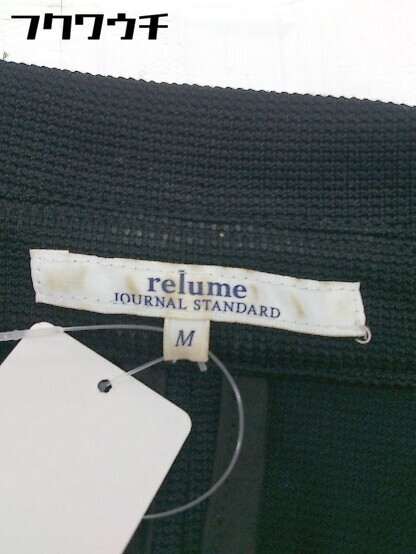 フクワウチ
relume
JOURNAL STANDARD
M